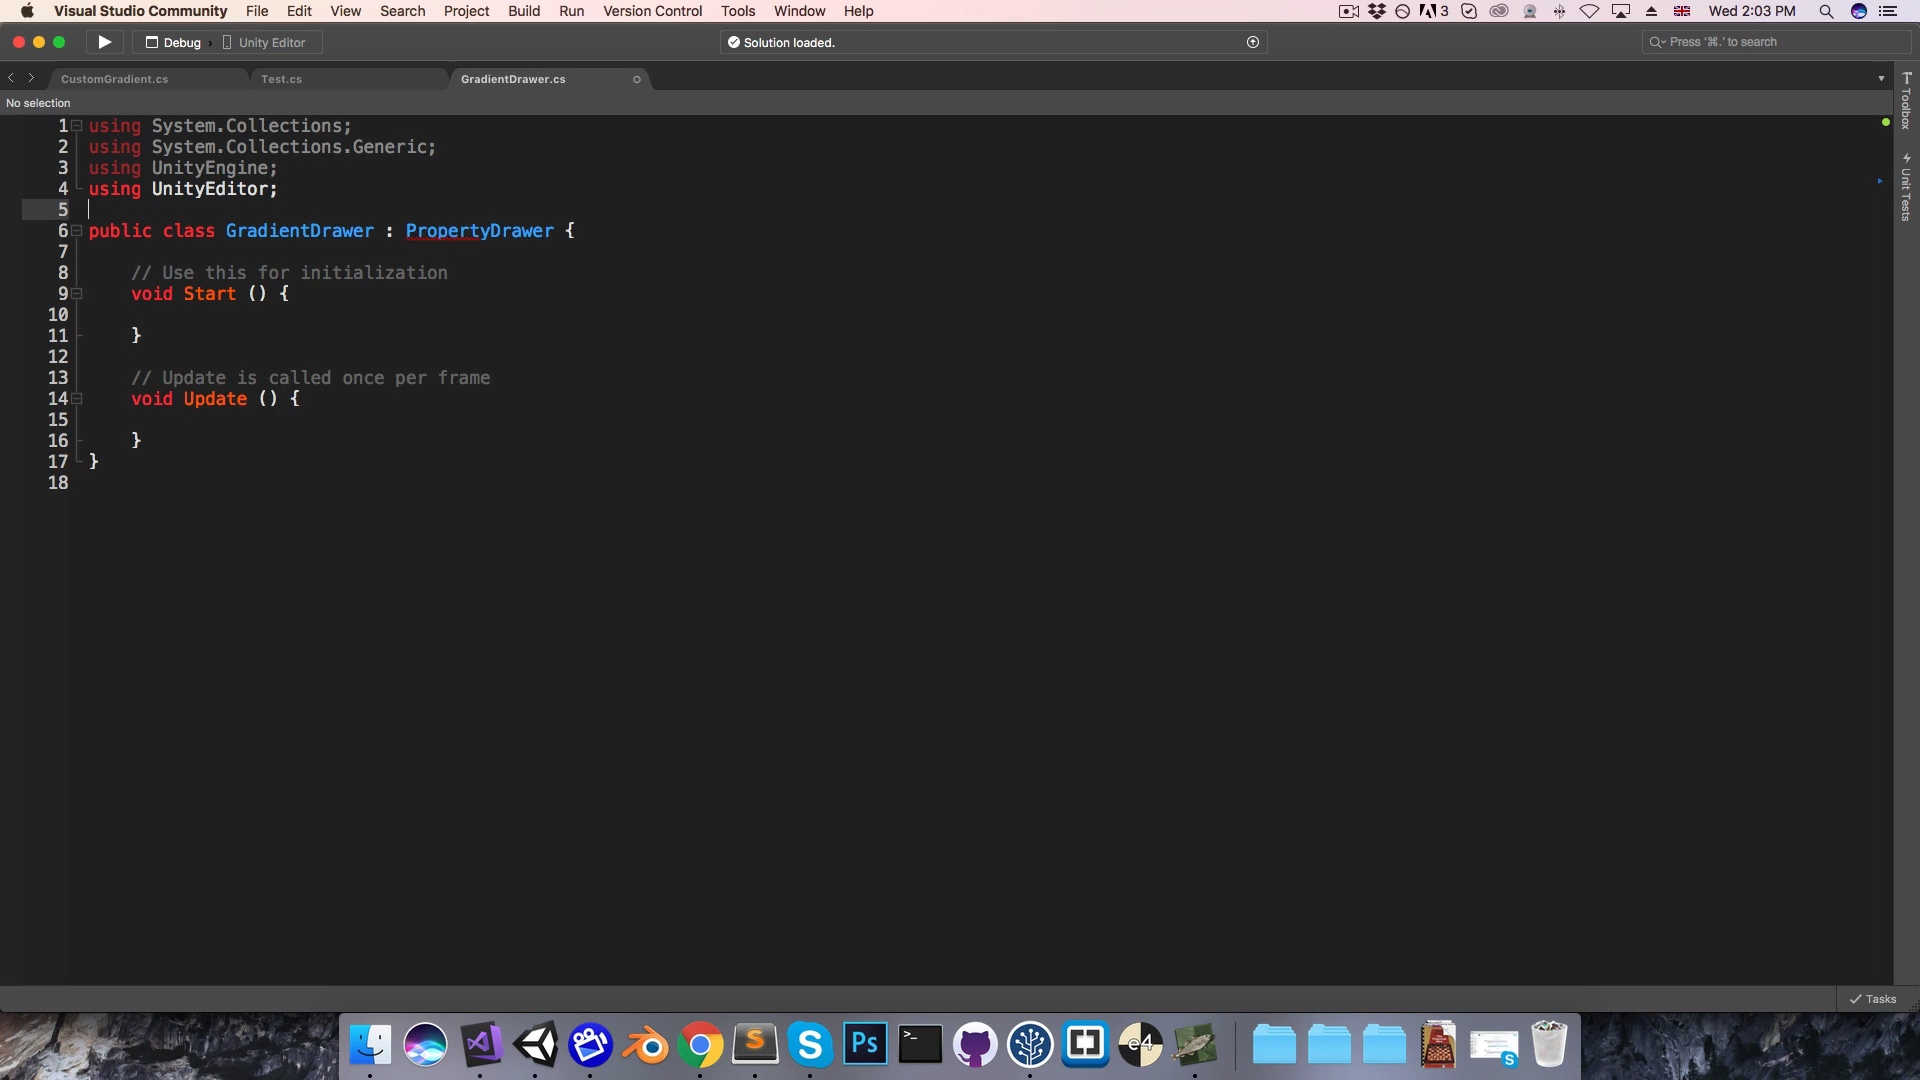 Visual Studio Community File Edit View Search Project Build Run Version Control Tools Window Help 3 Wed 2:03 PM
Debug › Unity Editor Solution loaded. Press '⌘.' to search
CustomGradient.cs Test.cs GradientDrawer.cs
No selection
Toolbox
Unit Tests
1 using System.Collections;
2 using System.Collections.Generic;
3 using UnityEngine;
4 using UnityEditor;
5
6 public class GradientDrawer : PropertyDrawer {
7
8 // Use this for initialization
9 void Start () {
10
11 }
12
13 // Update is called once per frame
14 void Update () {
15
16 }
17 }
18
Tasks
S S Ps >_ e4 S